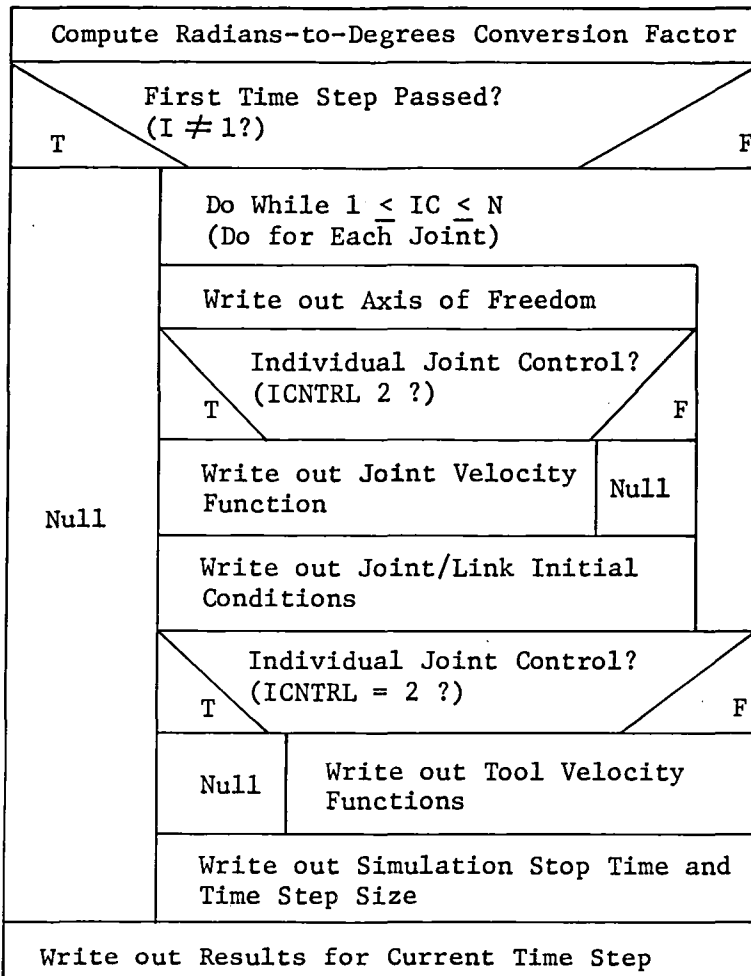 Compute Radians-to-Degrees Conversion Factor
First Time Step Passed?
(I ≠ 1?)
T
F
Do While 1 ≤ IC ≤ N
(Do for Each Joint)
Write out Axis of Freedom
Individual Joint Control?
(ICNTRL 2 ?)
T
F
Write out Joint Velocity
Function
Null
Null
Write out Joint/Link Initial
Conditions
Individual Joint Control?
(ICNTRL = 2 ?)
T
F
Null
Write out Tool Velocity
Functions
Write out Simulation Stop Time and
Time Step Size
Write out Results for Current Time Step